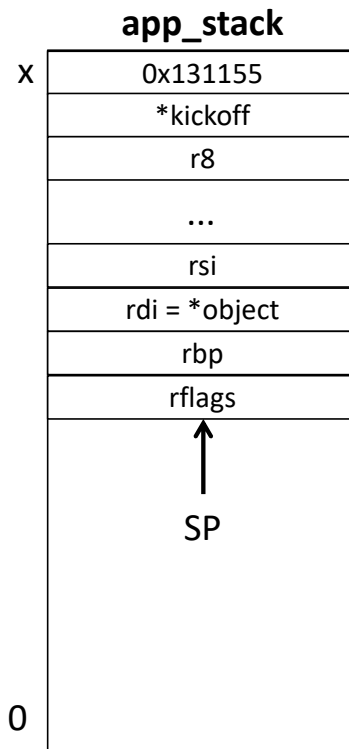 app_stack
x
0x131155
*kickoff
r8
...
rsi
rdi = *object
rbp
rflags
SP
0